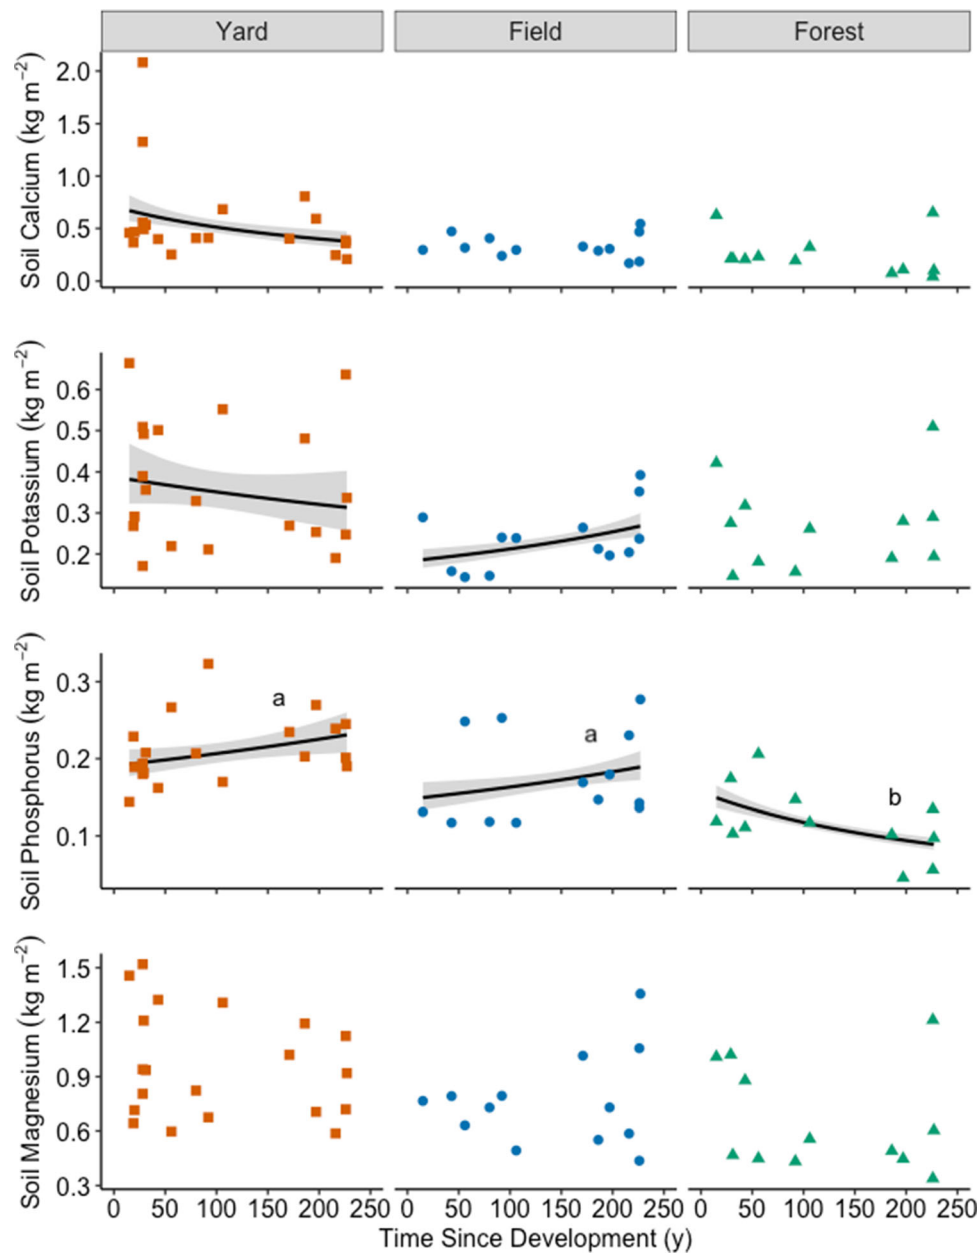 Yard Field Forest
Soil Calcium (kg m⁻²)
2.0
1.5
1.0
0.5
0.0
Soil Potassium (kg m⁻²)
0.6
0.5
0.4
0.3
0.2
Soil Phosphorus (kg m⁻²)
0.3
0.2
0.1
a a b
Soil Magnesium (kg m⁻²)
1.5
1.2
0.9
0.6
0.3
0 50 100 150 200 250 0 50 100 150 200 250 0 50 100 150 200 250
Time Since Development (y)